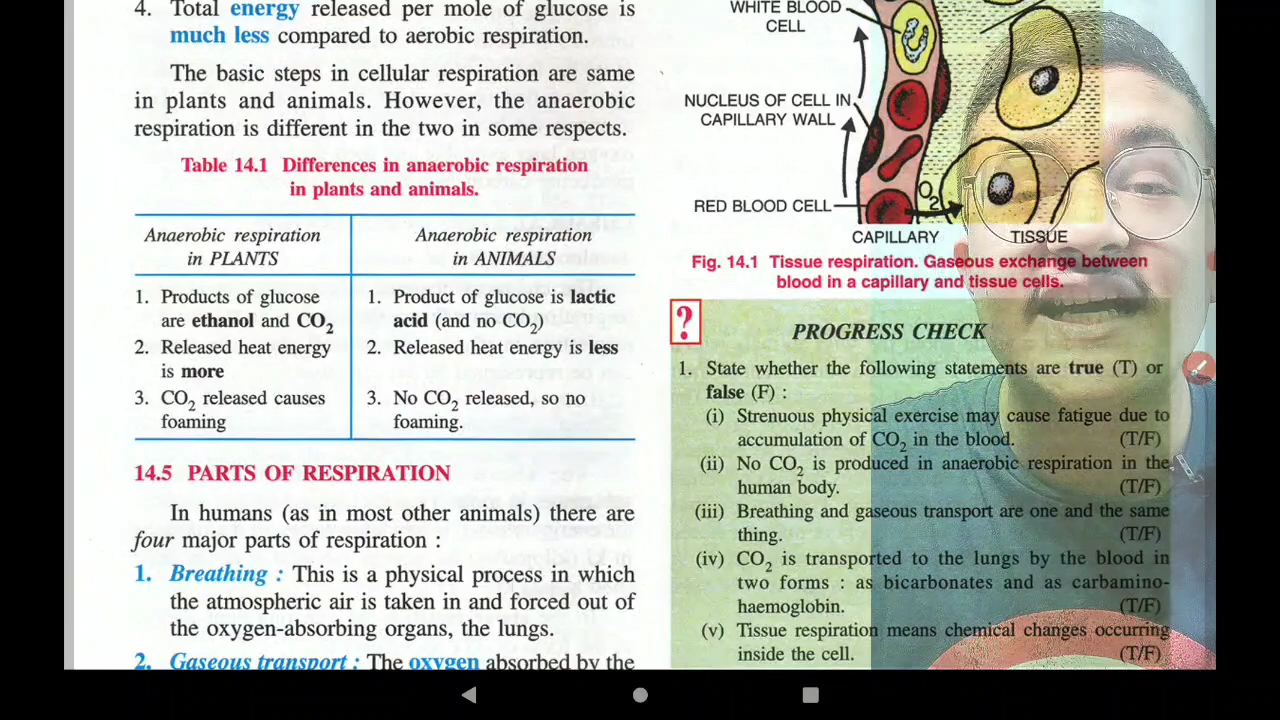 4. Total energy released per mole of glucose is
much less compared to aerobic respiration.
The basic steps in cellular respiration are same
in plants and animals. However, the anaerobic
respiration is different in the two in some respects.
Table 14.1 Differences in anaerobic respiration
in plants and animals.
Anaerobic respiration
in PLANTS
1. Products of glucose
are ethanol and CO₂
2. Released heat energy
is more
3. CO₂ released causes
foaming
Anaerobic respiration
in ANIMALS
1. Product of glucose is lactic
acid (and no CO₂)
2. Released heat energy is less
3. No CO₂ released, so no
foaming.
14.5 PARTS OF RESPIRATION
In humans (as in most other animals) there are
four major parts of respiration :
1. Breathing : This is a physical process in which
the atmospheric air is taken in and forced out of
the oxygen-absorbing organs, the lungs.
2. Gaseous transport : The oxygen absorbed by the
WHITE BLOOD
CELL
NUCLEUS OF CELL IN
CAPILLARY WALL
RED BLOOD CELL
O₂
CAPILLARY TISSUE
Fig. 14.1 Tissue respiration. Gaseous exchange between
blood in a capillary and tissue cells.
?
PROGRESS CHECK
1. State whether the following statements are true (T) or
false (F) :
(i) Strenuous physical exercise may cause fatigue due to
accumulation of CO₂ in the blood. (T/F)
(ii) No CO₂ is produced in anaerobic respiration in the
human body. (T/F)
(iii) Breathing and gaseous transport are one and the same
thing. (T/F)
(iv) CO₂ is transported to the lungs by the blood in
two forms : as bicarbonates and as carbamino-
haemoglobin. (T/F)
(v) Tissue respiration means chemical changes occurring
inside the cell. (T/F)